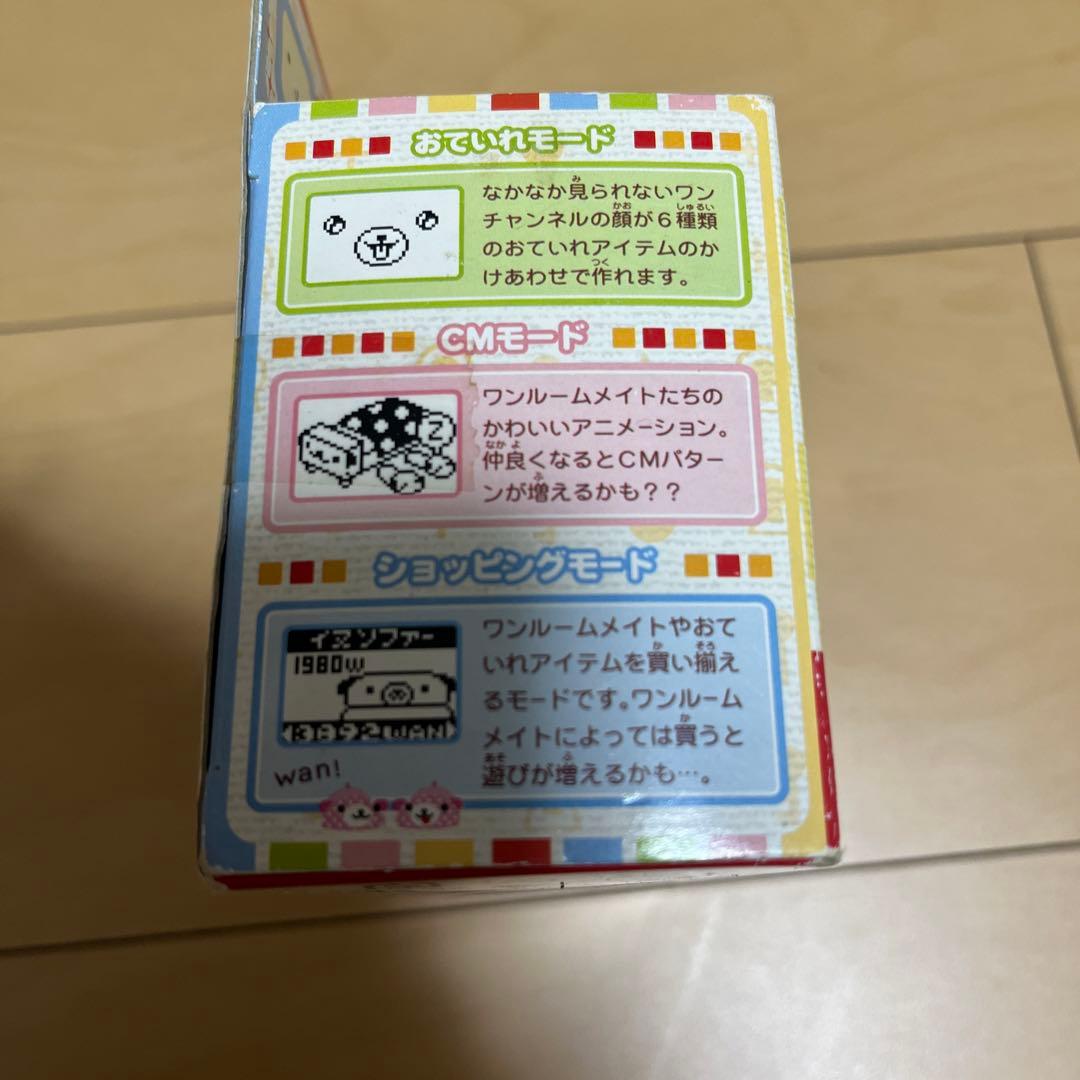 おていれモード
なかなか見られないワン
チャンネルの顔が6種類
のおていれアイテムのか
けあわせで作れます。
CMモード
ワンルームメイトたちの
かわいいアニメーション。
仲良くなるとCMパター
ンが増えるかも??
ショッピングモード
イヌソファー
1980W
3892WAN
wan!
ワンルームメイトやおて
いれアイテムを買い揃え
るモードです。ワンルーム
メイトによっては買うと
遊びが増えるかも…。